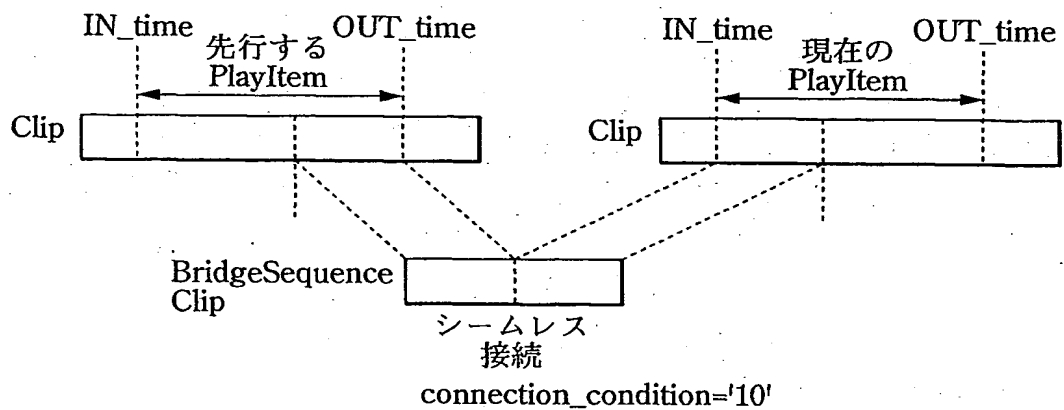 IN_time
OUT_time
先行する
PlayItem
Clip
IN_time
OUT_time
現在の
PlayItem
Clip
BridgeSequence
Clip
シームレス
接続
connection_condition='10'